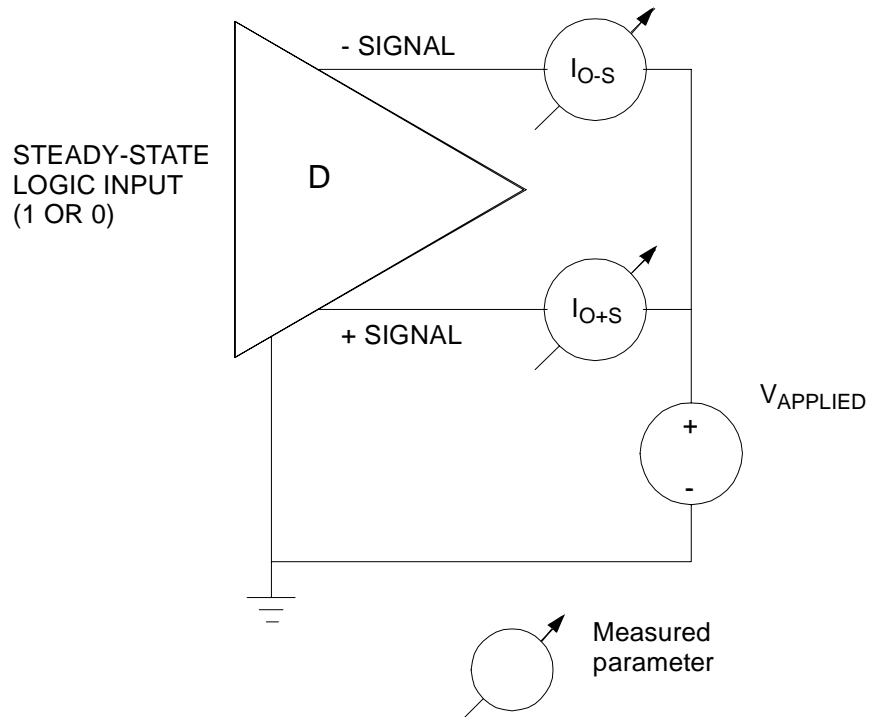 - SIGNAL
I_O-S
STEADY-STATE
LOGIC INPUT
(1 OR 0)
D
I_O+S
+ SIGNAL
V_APPLIED
+
-
Measured
parameter